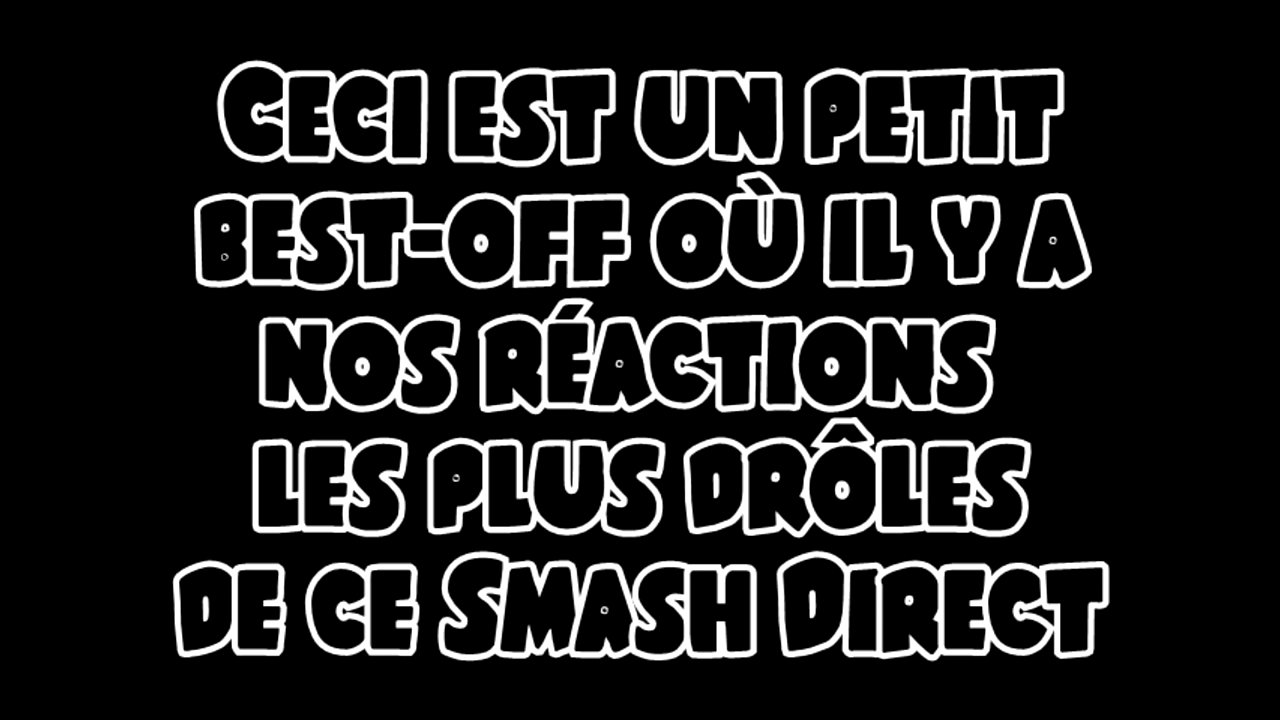 Ceci est un petit
best-off où il y a
nos réactions
les plus drôles
de ce Smash Direct